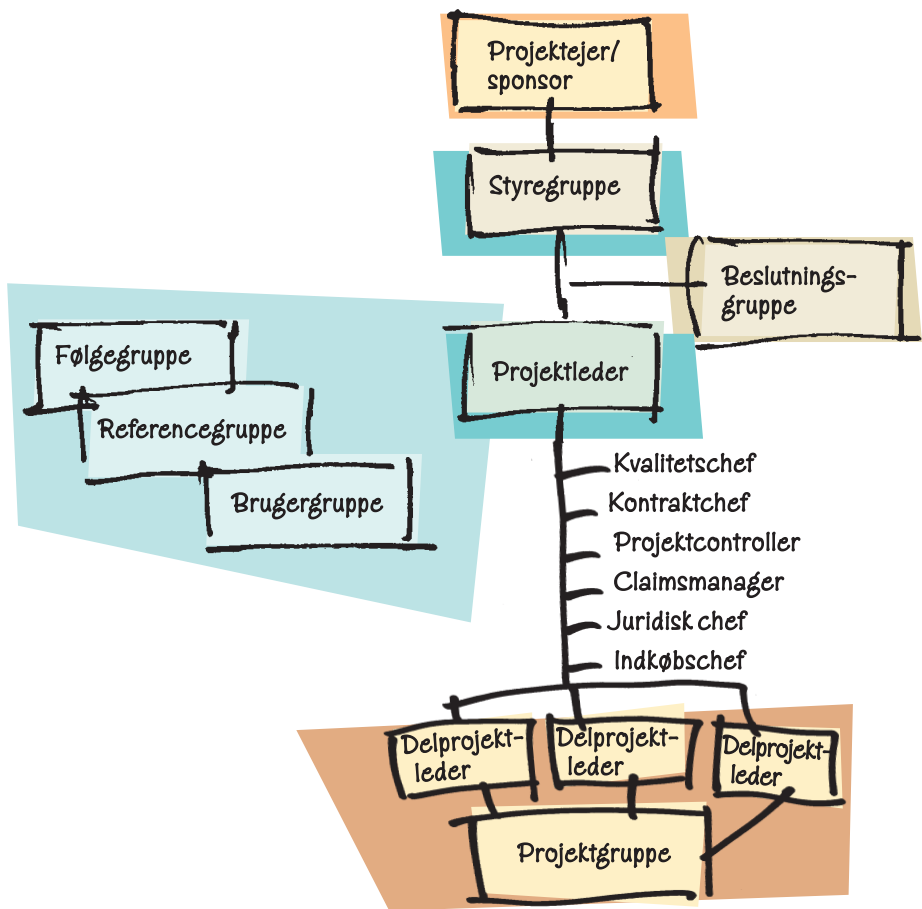 Projektejer/
sponsor
Styregruppe
Beslutnings-
gruppe
Følgegruppe
Referencegruppe
Brugergruppe
Projektleder
Kvalitetschef
Kontraktchef
Projektcontroller
Claimsmanager
Juridisk chef
Indkøbschef
Delprojekt-
leder
Delprojekt-
leder
Delprojekt-
leder
Projektgruppe